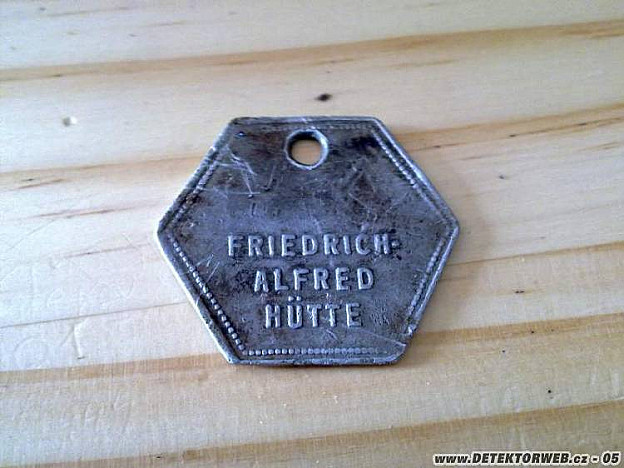 FRIEDRICH-
ALFRED
HÜTTE
www.DETEKTORWEB.cz - 05